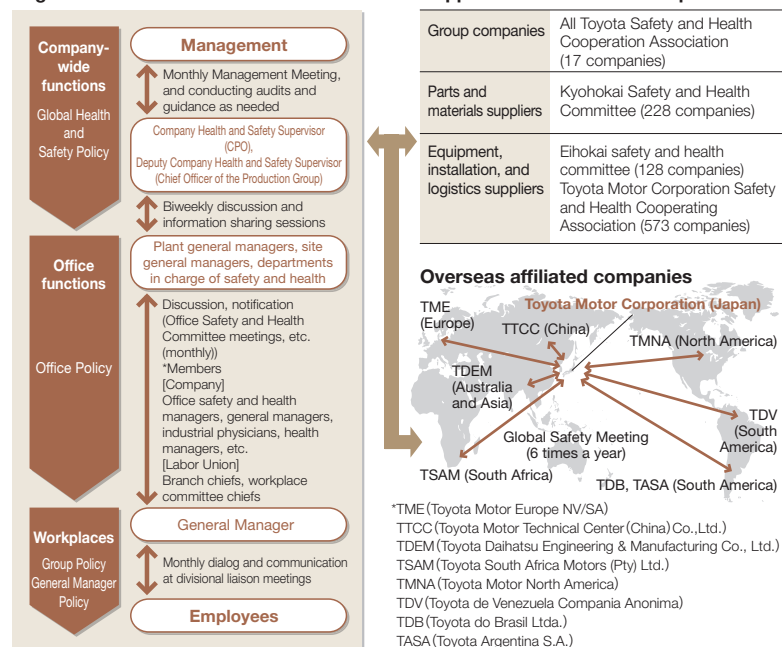 Company-
wide
functions
Global Health
and
Safety Policy
Management
Monthly Management Meeting,
and conducting audits and
guidance as needed
Company Health and Safety Supervisor
(CPO),
Deputy Company Health and Safety Supervisor
(Chief Officer of the Production Group)
Biweekly discussion and
information sharing sessions
Office
functions
Office Policy
Plant general managers, site
general managers, departments
in charge of safety and health
Discussion, notification
(Office Safety and Health
Committee meetings, etc.
(monthly))
*Members
[Company]
Office safety and health
managers, general managers,
industrial physicians, health
managers, etc.
[Labor Union]
Branch chiefs, workplace
committee chiefs
Workplaces
Group Policy
General Manager
Policy
General Manager
Monthly dialog and communication
at divisional liaison meetings
Employees
Group companies
All Toyota Safety and Health
Cooperation Association
(17 companies)
Parts and
materials suppliers
Kyohokai Safety and Health
Committee (228 companies)
Equipment,
installation, and
logistics suppliers
Eihokai safety and health
committee (128 companies)
Toyota Motor Corporation Safety
and Health Cooperating
Association (573 companies)
Overseas affiliated companies
TME
(Europe)
Toyota Motor Corporation (Japan)
TTCC (China)
TMNA (North America)
TDEM
(Australia
and Asia)
TDV
(South
America)
Global Safety Meeting
(6 times a year)
TSAM (South Africa)
TDB, TASA (South America)
*TME (Toyota Motor Europe NV/SA)
TTCC (Toyota Motor Technical Center (China) Co., Ltd.)
TDEM (Toyota Daihatsu Engineering & Manufacturing Co., Ltd.)
TSAM (Toyota South Africa Motors (Pty) Ltd.)
TMNA (Toyota Motor North America)
TDV (Toyota de Venezuela Compania Anonima)
TDB (Toyota do Brasil Ltda.)
TASA (Toyota Argentina S.A.)